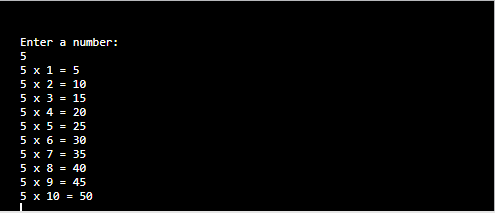 Enter a number:
5
5 x 1 = 5
5 x 2 = 10
5 x 3 = 15
5 x 4 = 20
5 x 5 = 25
5 x 6 = 30
5 x 7 = 35
5 x 8 = 40
5 x 9 = 45
5 x 10 = 50